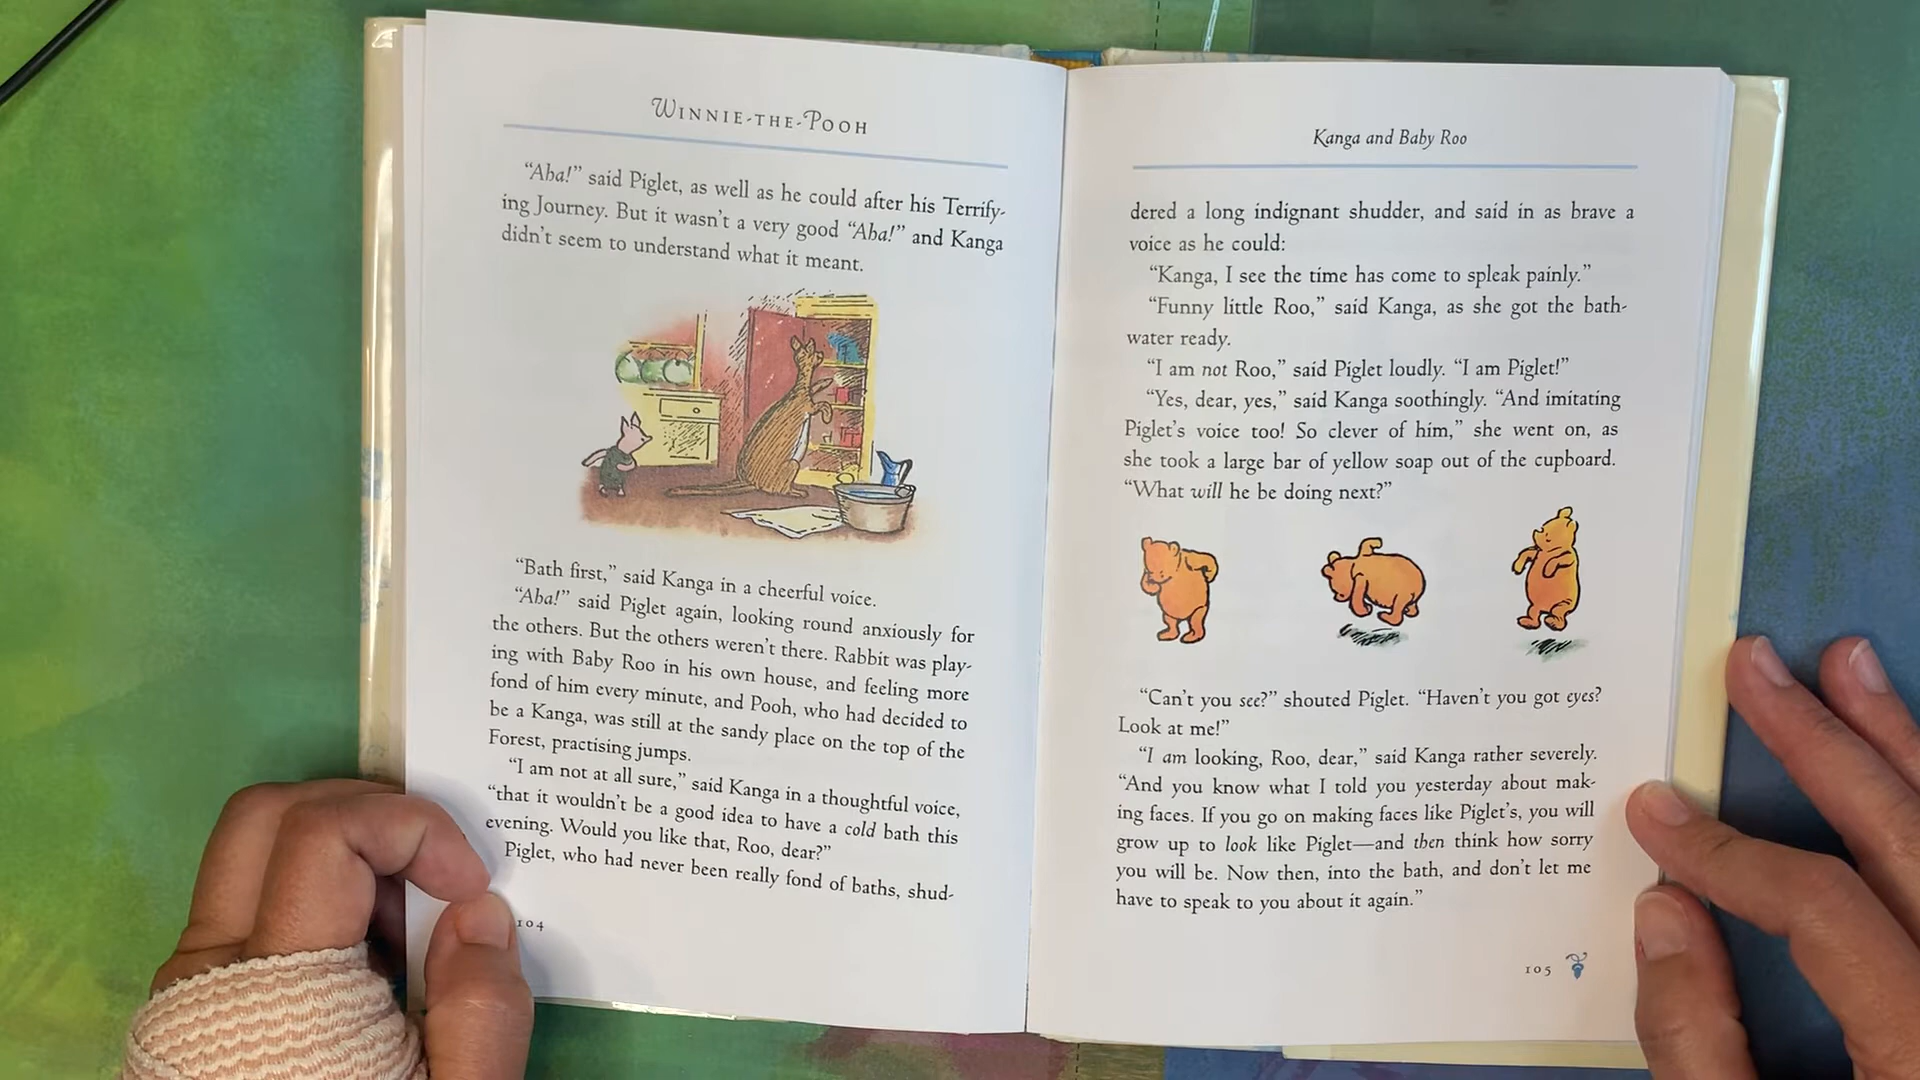 WINNIE-THE-POOH
“Aha!” said Piglet, as well as he could after his Terrify-
ing Journey. But it wasn’t a very good “Aha!” and Kanga
didn’t seem to understand what it meant.
“Bath first,” said Kanga in a cheerful voice.
“Aha!” said Piglet again, looking round anxiously for
the others. But the others weren’t there. Rabbit was play-
ing with Baby Roo in his own house, and feeling more
fond of him every minute, and Pooh, who had decided to
be a Kanga, was still at the sandy place on the top of the
Forest, practising jumps.
“I am not at all sure,” said Kanga in a thoughtful voice,
“that it wouldn’t be a good idea to have a cold bath this
evening. Would you like that, Roo, dear?”
Piglet, who had never been really fond of baths, shud-
104
Kanga and Baby Roo
dered a long indignant shudder, and said in as brave a
voice as he could:
“Kanga, I see the time has come to spleak painly.”
“Funny little Roo,” said Kanga, as she got the bath-
water ready.
“I am not Roo,” said Piglet loudly. “I am Piglet!”
“Yes, dear, yes,” said Kanga soothingly. “And imitating
Piglet’s voice too! So clever of him,” she went on, as
she took a large bar of yellow soap out of the cupboard.
“What will he be doing next?”
“Can’t you see?” shouted Piglet. “Haven’t you got eyes?
Look at me!”
“I am looking, Roo, dear,” said Kanga rather severely.
“And you know what I told you yesterday about mak-
ing faces. If you go on making faces like Piglet’s, you will
grow up to look like Piglet—and then think how sorry
you will be. Now then, into the bath, and don’t let me
have to speak to you about it again.”
105